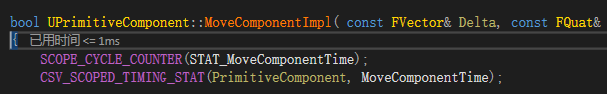 bool UPrimitiveComponent::MoveComponentImpl( const FVector& Delta, const FQuat&
{ 已用时间 <= 1ms
SCOPE_CYCLE_COUNTER(STAT_MoveComponentTime);
CSV_SCOPED_TIMING_STAT(PrimitiveComponent, MoveComponentTime);